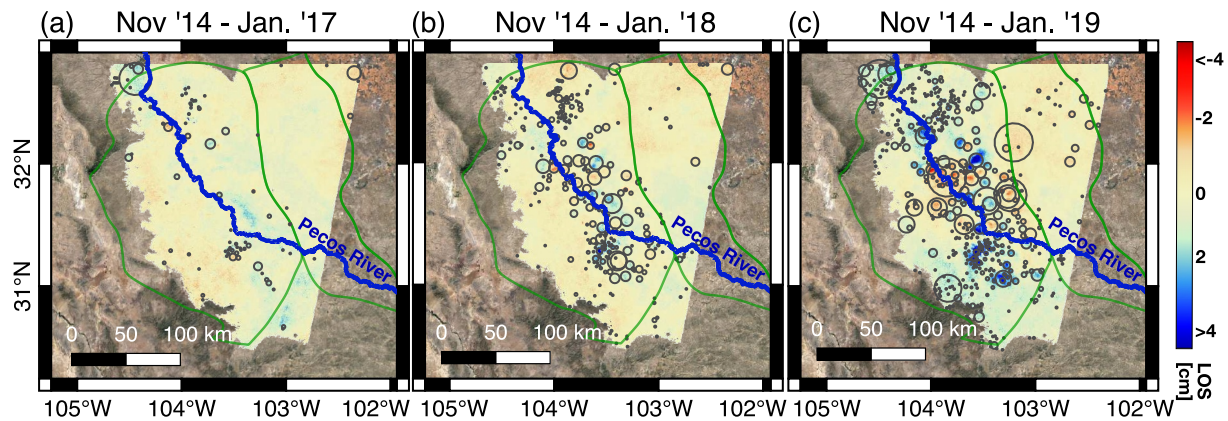 (a) Nov '14 - Jan. '17
(b) Nov '14 - Jan. '18
(c) Nov '14 - Jan. '19
32°N
31°N
Pecos River
0 50 100 km
105°W 104°W 103°W 102°W
Pecos River
0 50 100 km
105°W 104°W 103°W 102°W
Pecos River
0 50 100 km
105°W 104°W 103°W 102°W
<-4
-2
0
2
>4
LOS
[cm]